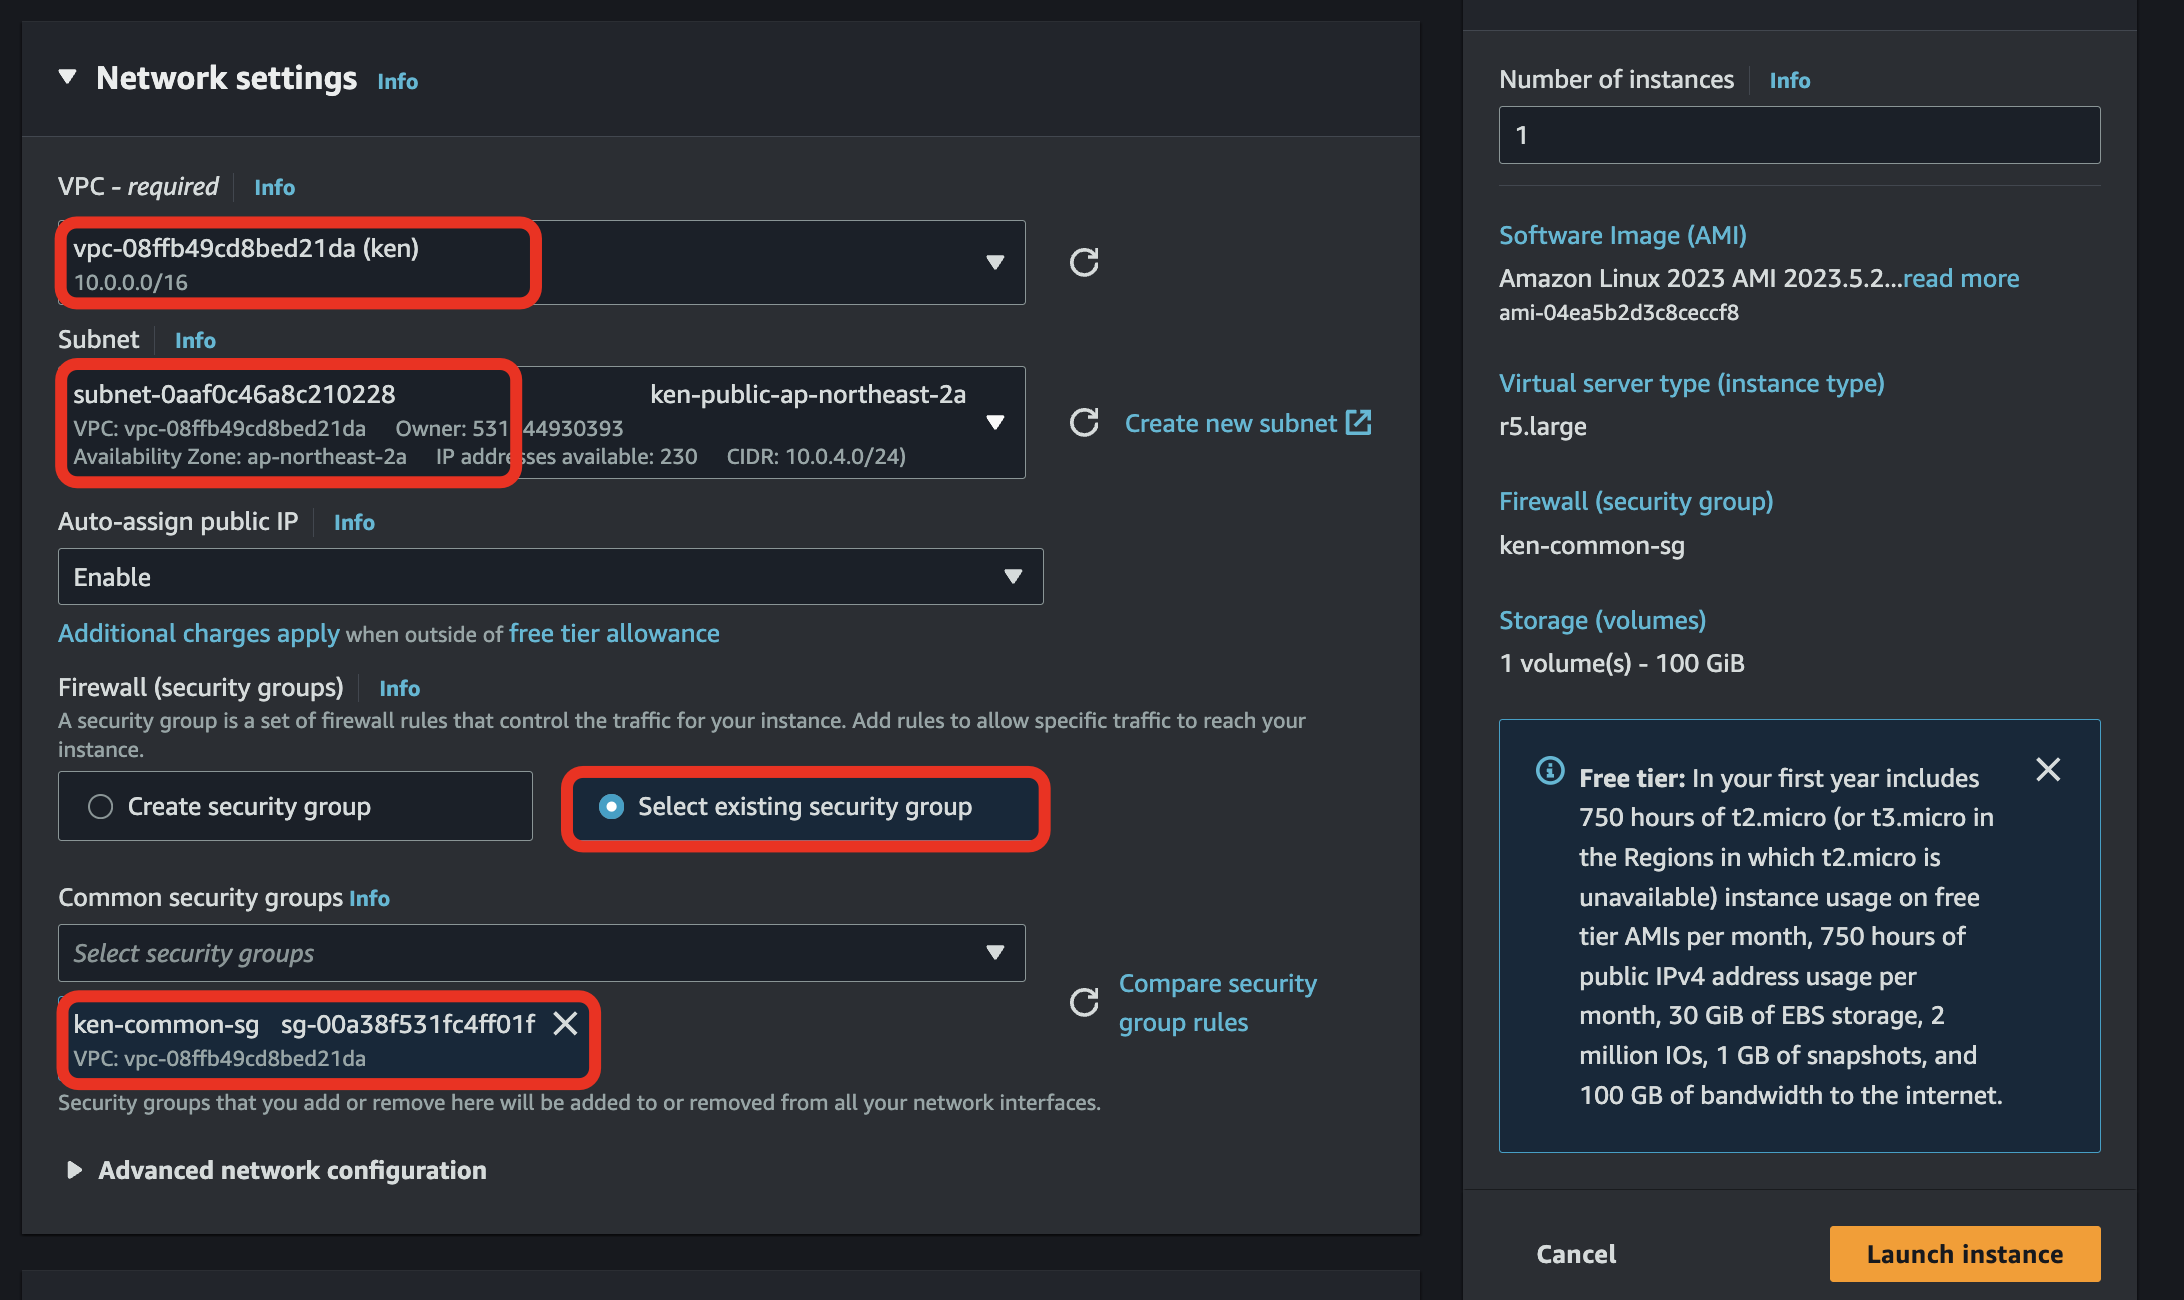 Network settings Info
VPC - required Info
vpc-08ffb49cd8bed21da (ken)
10.0.0.0/16
Subnet Info
subnet-0aaf0c46a8c210228 ken-public-ap-northeast-2a
VPC: vpc-08ffb49cd8bed21da Owner: 531 44930393
Availability Zone: ap-northeast-2a IP addresses available: 230 CIDR: 10.0.4.0/24)
Create new subnet
Auto-assign public IP Info
Enable
Additional charges apply when outside of free tier allowance
Firewall (security groups) Info
A security group is a set of firewall rules that control the traffic for your instance. Add rules to allow specific traffic to reach your
instance.
Create security group
Select existing security group
Common security groups Info
Select security groups
ken-common-sg sg-00a38f531fc4ff01f
VPC: vpc-08ffb49cd8bed21da
Compare security
group rules
Security groups that you add or remove here will be added to or removed from all your network interfaces.
Advanced network configuration
Number of instances Info
1
Software Image (AMI)
Amazon Linux 2023 AMI 2023.5.2...read more
ami-04ea5b2d3c8ceccf8
Virtual server type (instance type)
r5.large
Firewall (security group)
ken-common-sg
Storage (volumes)
1 volume(s) - 100 GiB
Free tier: In your first year includes
750 hours of t2.micro (or t3.micro in
the Regions in which t2.micro is
unavailable) instance usage on free
tier AMIs per month, 750 hours of
public IPv4 address usage per
month, 30 GiB of EBS storage, 2
million IOs, 1 GB of snapshots, and
100 GB of bandwidth to the internet.
Cancel
Launch instance